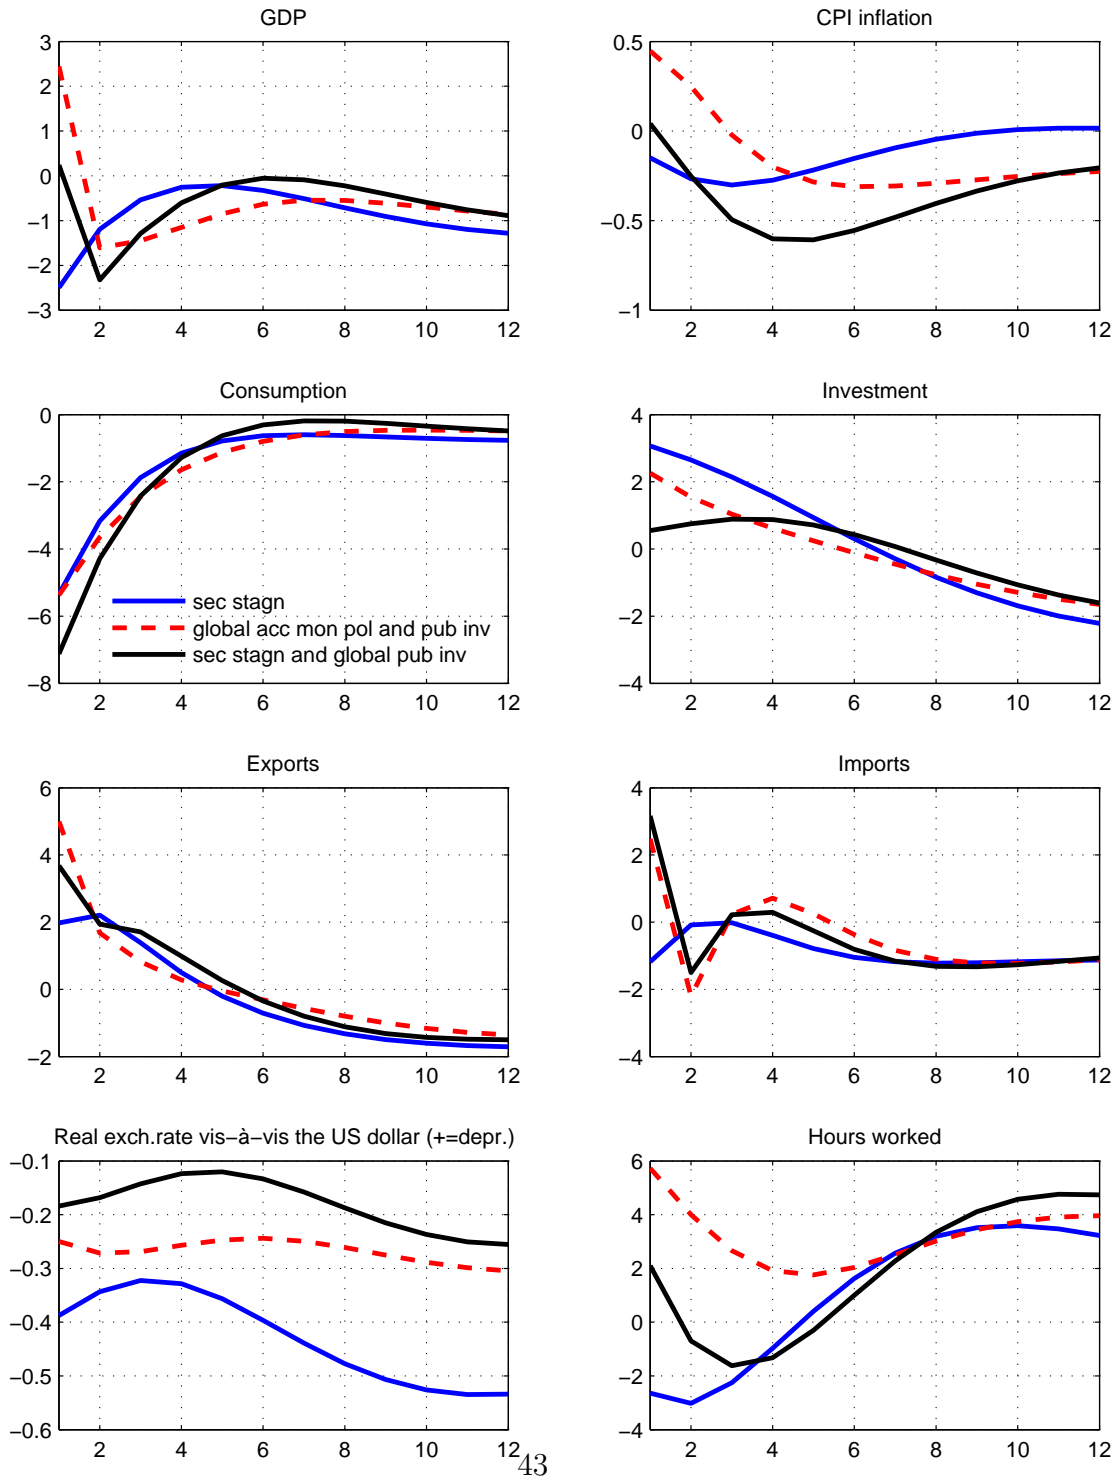 GDP
3
2
1
0
−1
−2
−3
2 4 6 8 10 12
CPI inflation
0.5
0
−0.5
−1
2 4 6 8 10 12
Consumption
0
−2
−4
−6
−8
sec stagn
global acc mon pol and pub inv
sec stagn and global pub inv
2 4 6 8 10 12
Investment
4
2
0
−2
−4
2 4 6 8 10 12
Exports
6
4
2
0
−2
2 4 6 8 10 12
Imports
4
2
0
−2
−4
2 4 6 8 10 12
Real exch.rate vis−à−vis the US dollar (+=depr.)
−0.1
−0.2
−0.3
−0.4
−0.5
−0.6
2 4 6 8 10 12
Hours worked
6
4
2
0
−2
−4
2 4 6 8 10 12
43